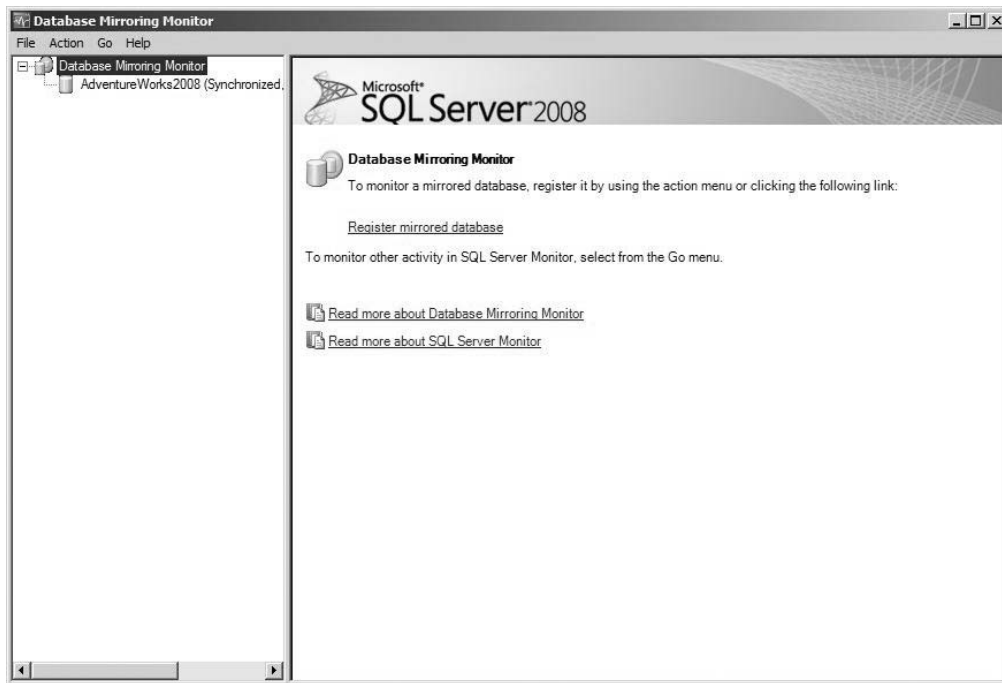 Database Mirroring Monitor
File Action Go Help
Database Mirroring Monitor
AdventureWorks2008 (Synchronized,
Microsoft®
SQL Server®2008
Database Mirroring Monitor
To monitor a mirrored database, register it by using the action menu or clicking the following link:
Register mirrored database
To monitor other activity in SQL Server Monitor, select from the Go menu.
Read more about Database Mirroring Monitor
Read more about SQL Server Monitor